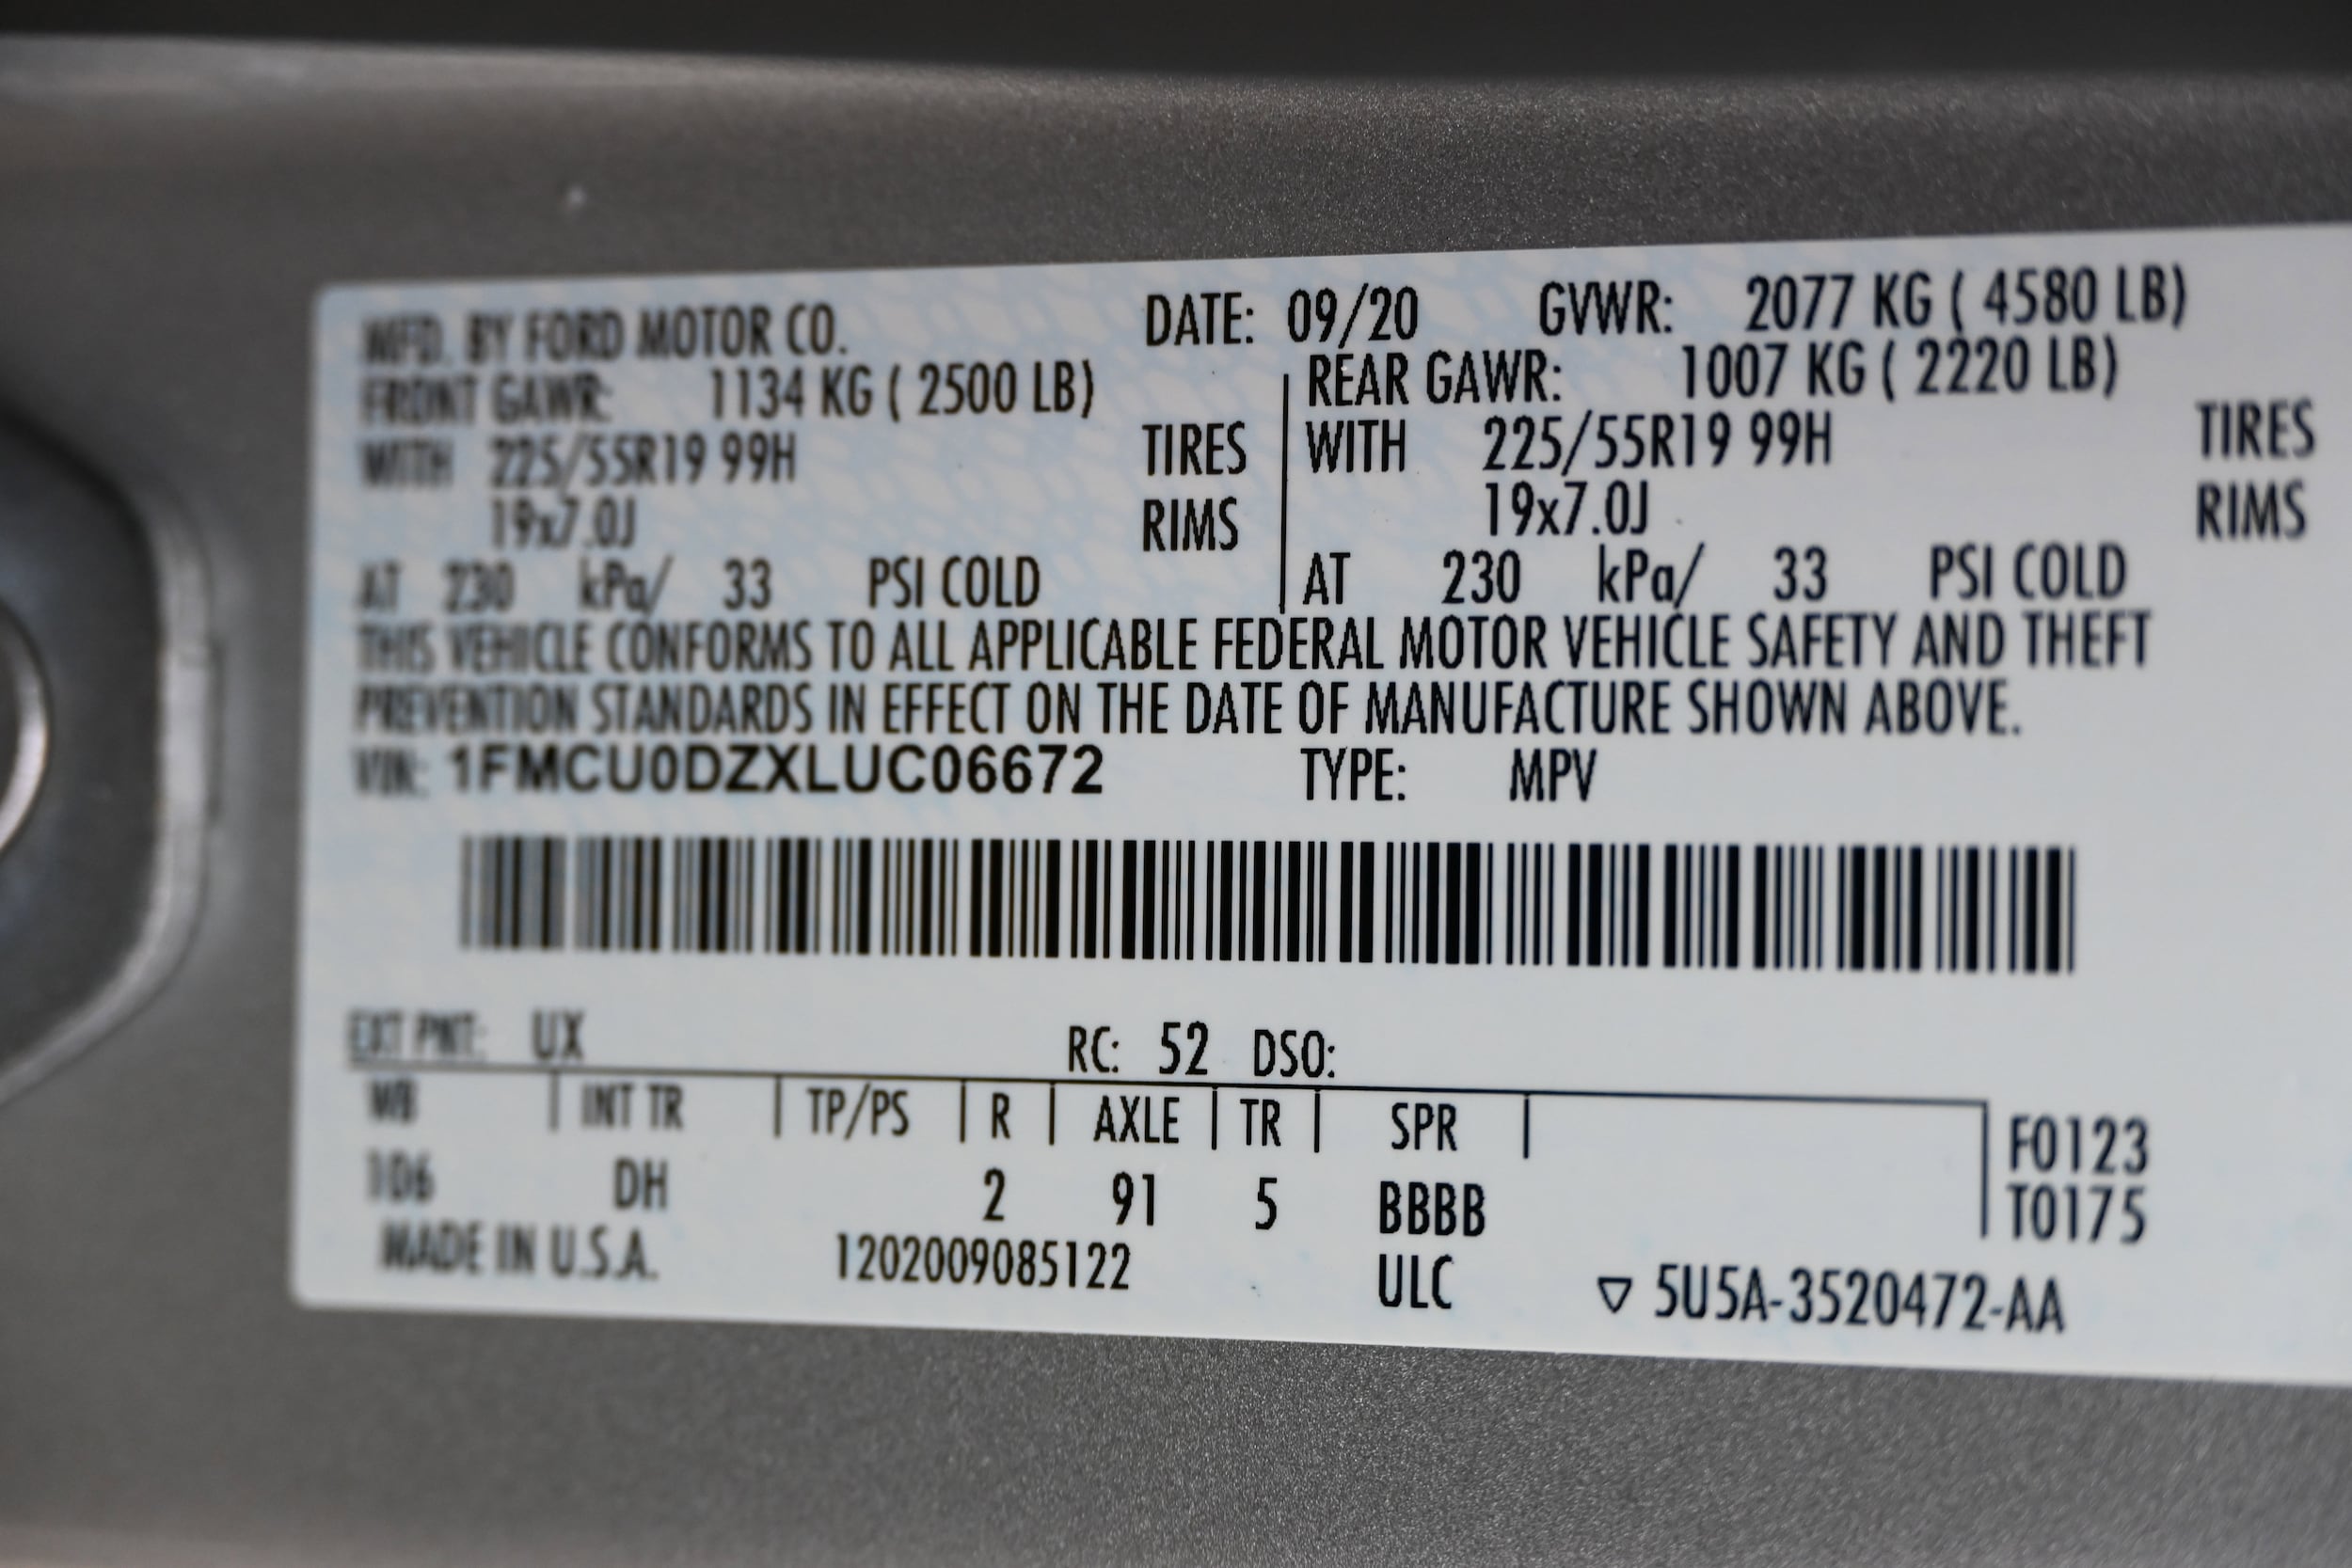 MFD. BY FORD MOTOR CO. DATE: 09/20 GVWR: 2077 KG ( 4580 LB)
FRONT GAWR: 1134 KG ( 2500 LB) REAR GAWR: 1007 KG ( 2220 LB)
WITH 225/55R19 99H TIRES WITH 225/55R19 99H TIRES
19x7.0J RIMS 19x7.0J RIMS
AT 230 kPa/ 33 PSI COLD AT 230 kPa/ 33 PSI COLD
THIS VEHICLE CONFORMS TO ALL APPLICABLE FEDERAL MOTOR VEHICLE SAFETY AND THEFT
PREVENTION STANDARDS IN EFFECT ON THE DATE OF MANUFACTURE SHOWN ABOVE.
VIN: 1FMCU0DZXLUC06672 TYPE: MPV
EXT PNT: UX RC: 52 DSO:
WB INT TR TP/PS R AXLE TR SPR F0123
106 DH 2 91 5 BBBB T0175
MADE IN U.S.A. 1202009085122 ULC ▽ 5U5A-3520472-AA